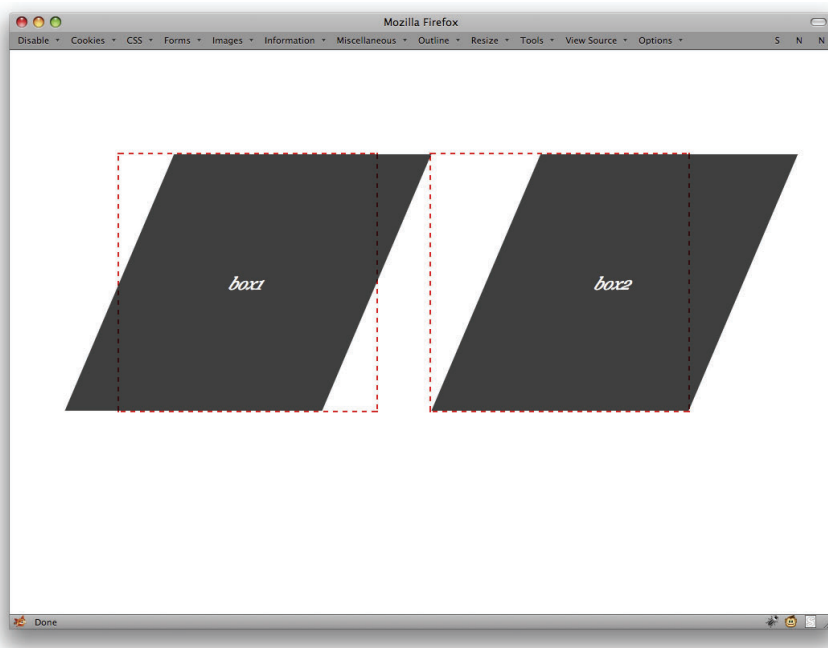 Mozilla Firefox
Disable Cookies CSS Forms Images Information Miscellaneous Outline Resize Tools View Source Options S N N
box1 box2
Done